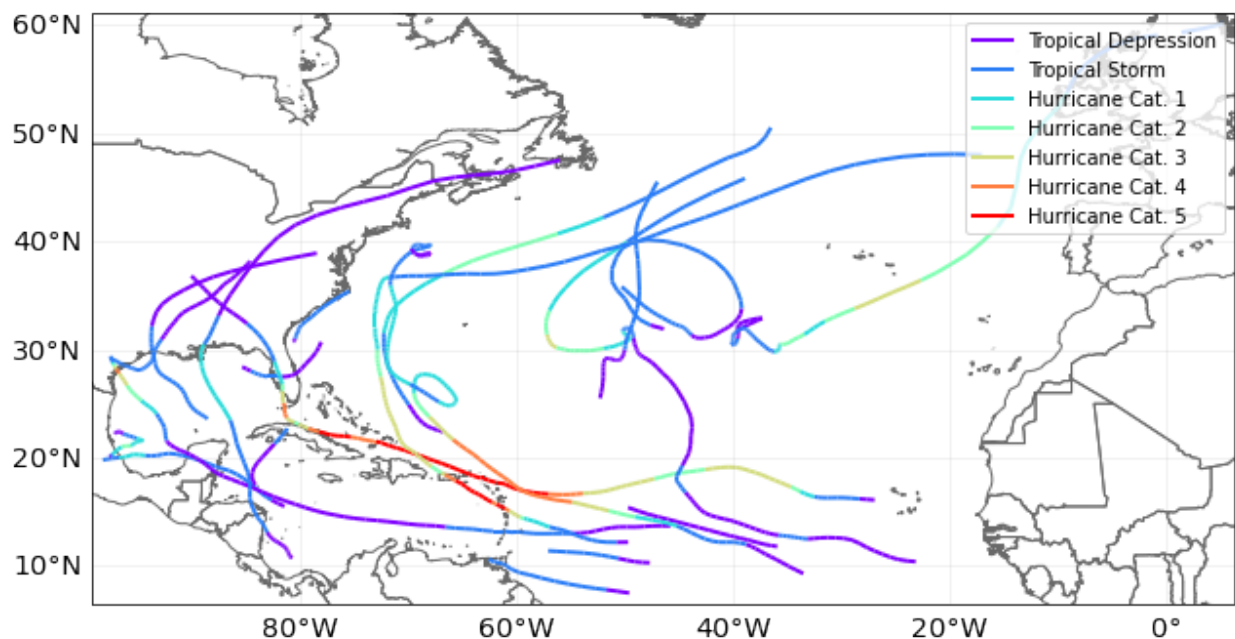 60°N
50°N
40°N
30°N
20°N
10°N
80°W 60°W 40°W 20°W 0°
Tropical Depression
Tropical Storm
Hurricane Cat. 1
Hurricane Cat. 2
Hurricane Cat. 3
Hurricane Cat. 4
Hurricane Cat. 5